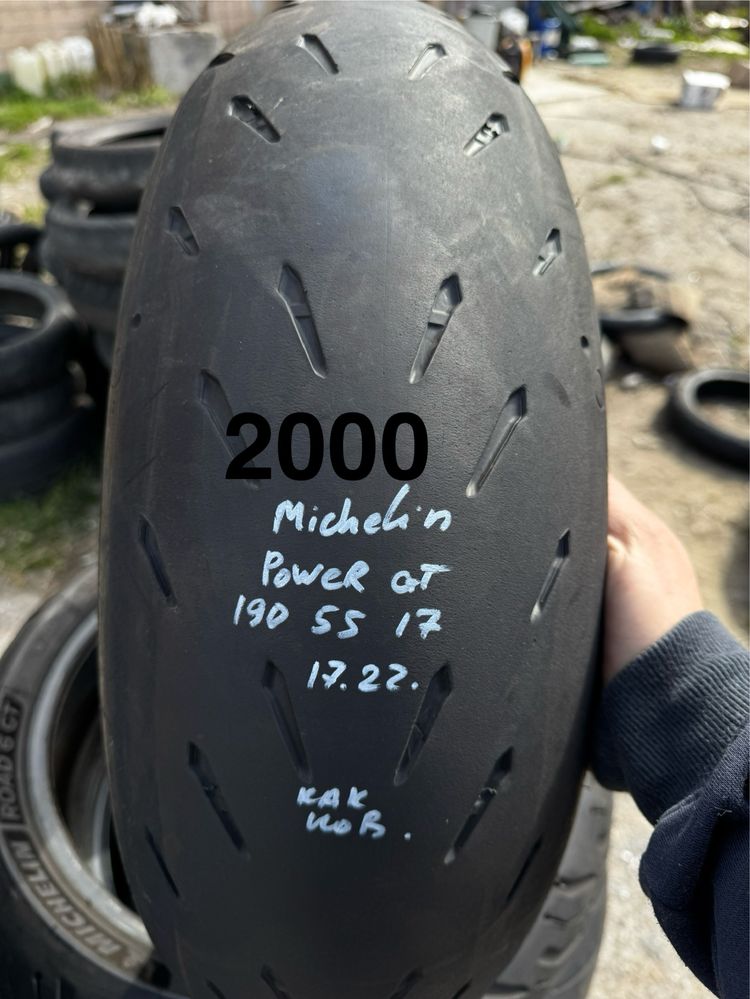 2000
Michelin
Power GT
190 55 17
17.22.
как
нов.
MICHELIN ROAD 6 GT